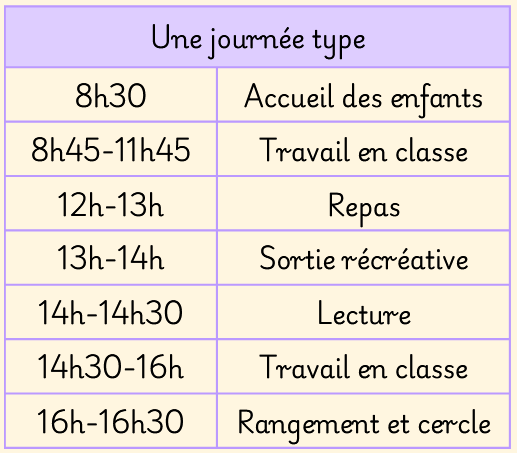 Une journée type
8h30 Accueil des enfants
8h45-11h45 Travail en classe
12h-13h Repas
13h-14h Sortie récréative
14h-14h30 Lecture
14h30-16h Travail en classe
16h-16h30 Rangement et cercle